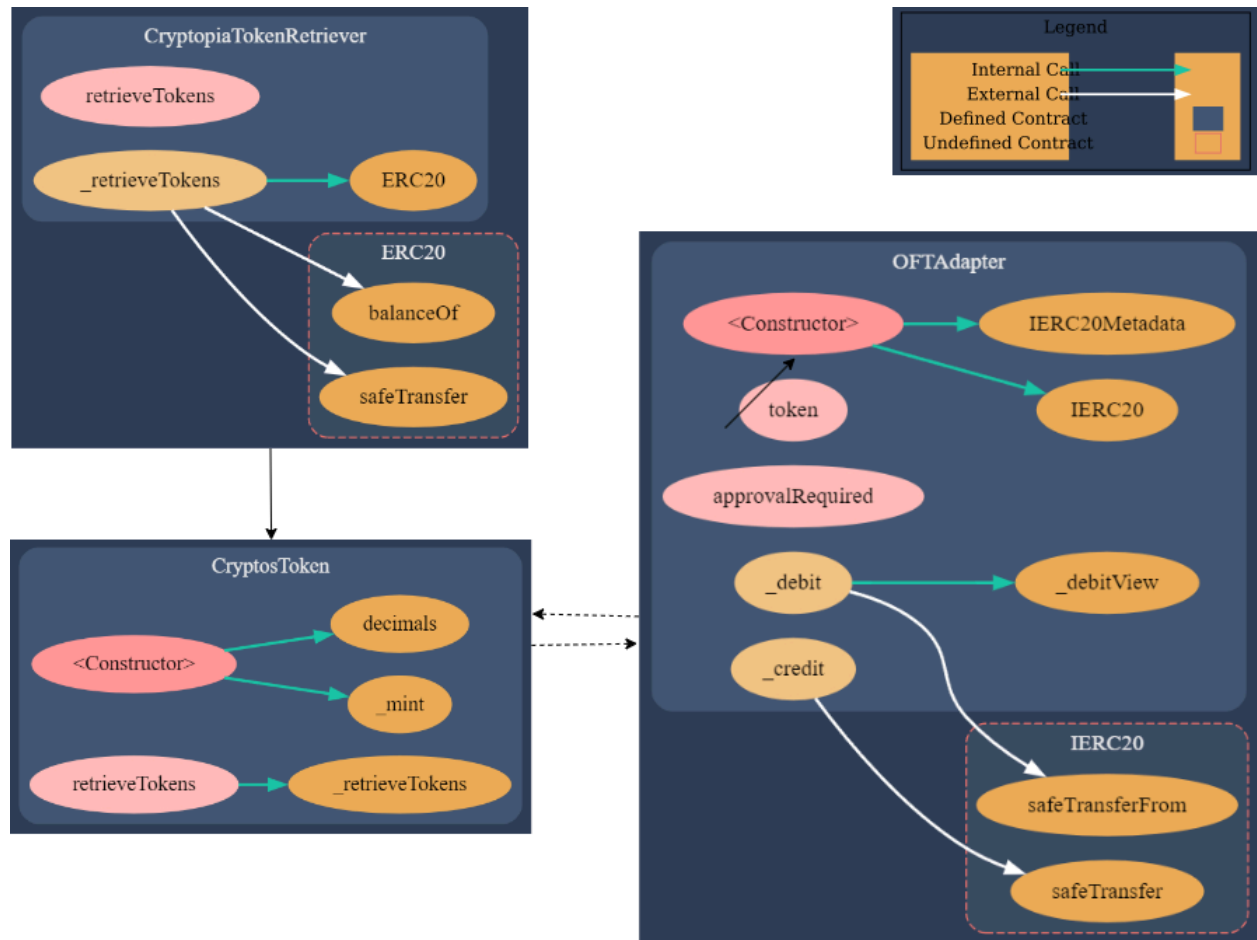 CryptopiaTokenRetriever
retrieveTokens
_retrieveTokens
ERC20
ERC20
balanceOf
safeTransfer
Legend
Internal Call
External Call
Defined Contract
Undefined Contract
CryptosToken
<Constructor>
decimals
_mint
retrieveTokens
_retrieveTokens
OFTAdapter
<Constructor>
IERC20Metadata
token
IERC20
approvalRequired
_debit
_debitView
_credit
IERC20
safeTransferFrom
safeTransfer